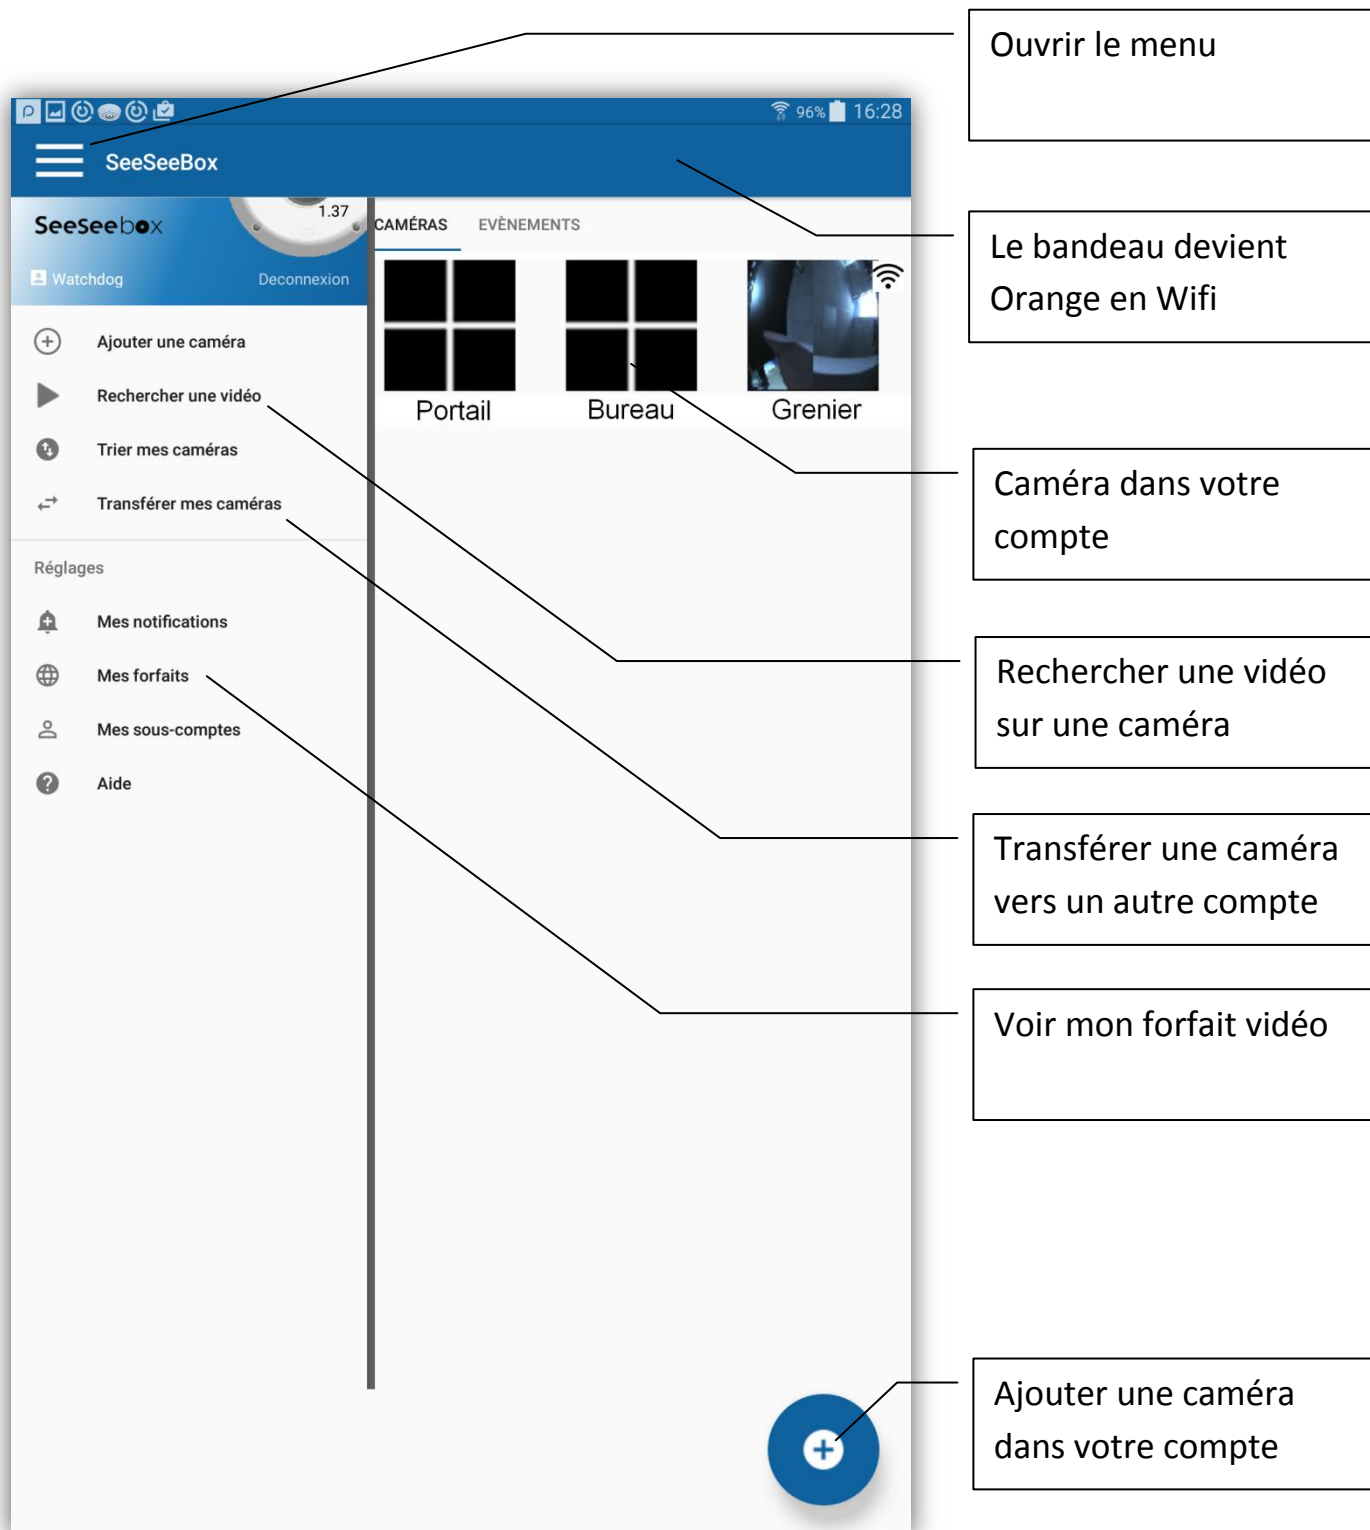 Ouvrir le menu
96% 16:28
SeeSeeBox
SeeSeebox
1.37
CAMÉRAS EVÈNEMENTS
Watchdog Deconnexion
Le bandeau devient
Orange en Wifi
Ajouter une caméra
Rechercher une vidéo
Trier mes caméras
Transférer mes caméras
Portail Bureau Grenier
Caméra dans votre
compte
Réglages
Mes notifications
Mes forfaits
Mes sous-comptes
Aide
Rechercher une vidéo
sur une caméra
Transférer une caméra
vers un autre compte
Voir mon forfait vidéo
Ajouter une caméra
dans votre compte